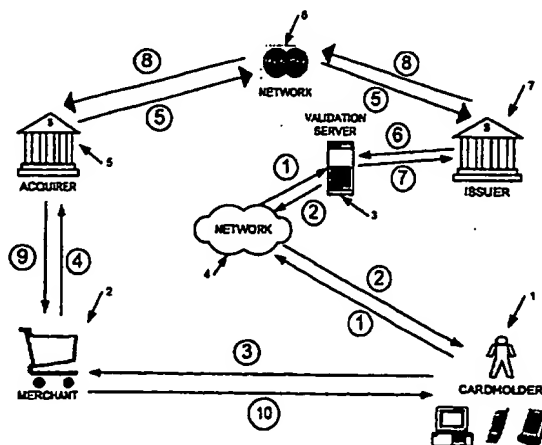 6
8
8
7
NETWORK
5
5
VALIDATION
SERVER
6
$
$
5
1
7
ACQUIRER
2
3
ISSUER
NETWORK
4
9
4
2
2
1
1
3
MERCHANT
10
CARDHOLDER